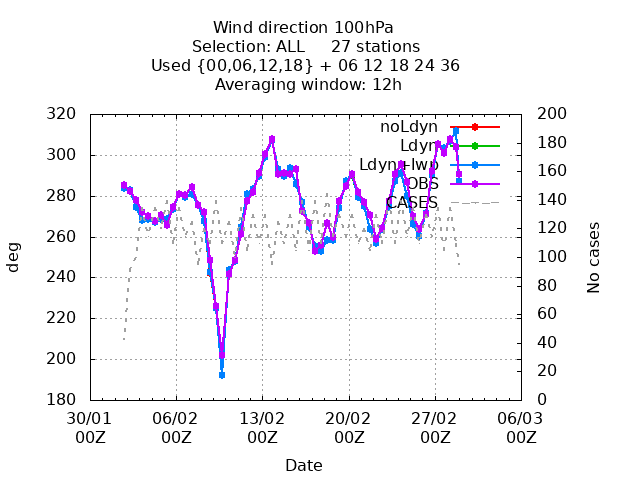 Wind direction 100hPa
Selection: ALL 27 stations
Used {00,06,12,18} + 06 12 18 24 36
Averaging window: 12h
noLdyn
Ldyn
Ldyn+lwn
OBS
CASES
deg
320
300
280
260
240
220
200
180
No cases
200
180
160
140
120
100
80
60
40
20
0
30/01 06/02 13/02 20/02 27/02 06/03
00Z 00Z 00Z 00Z 00Z 00Z
Date